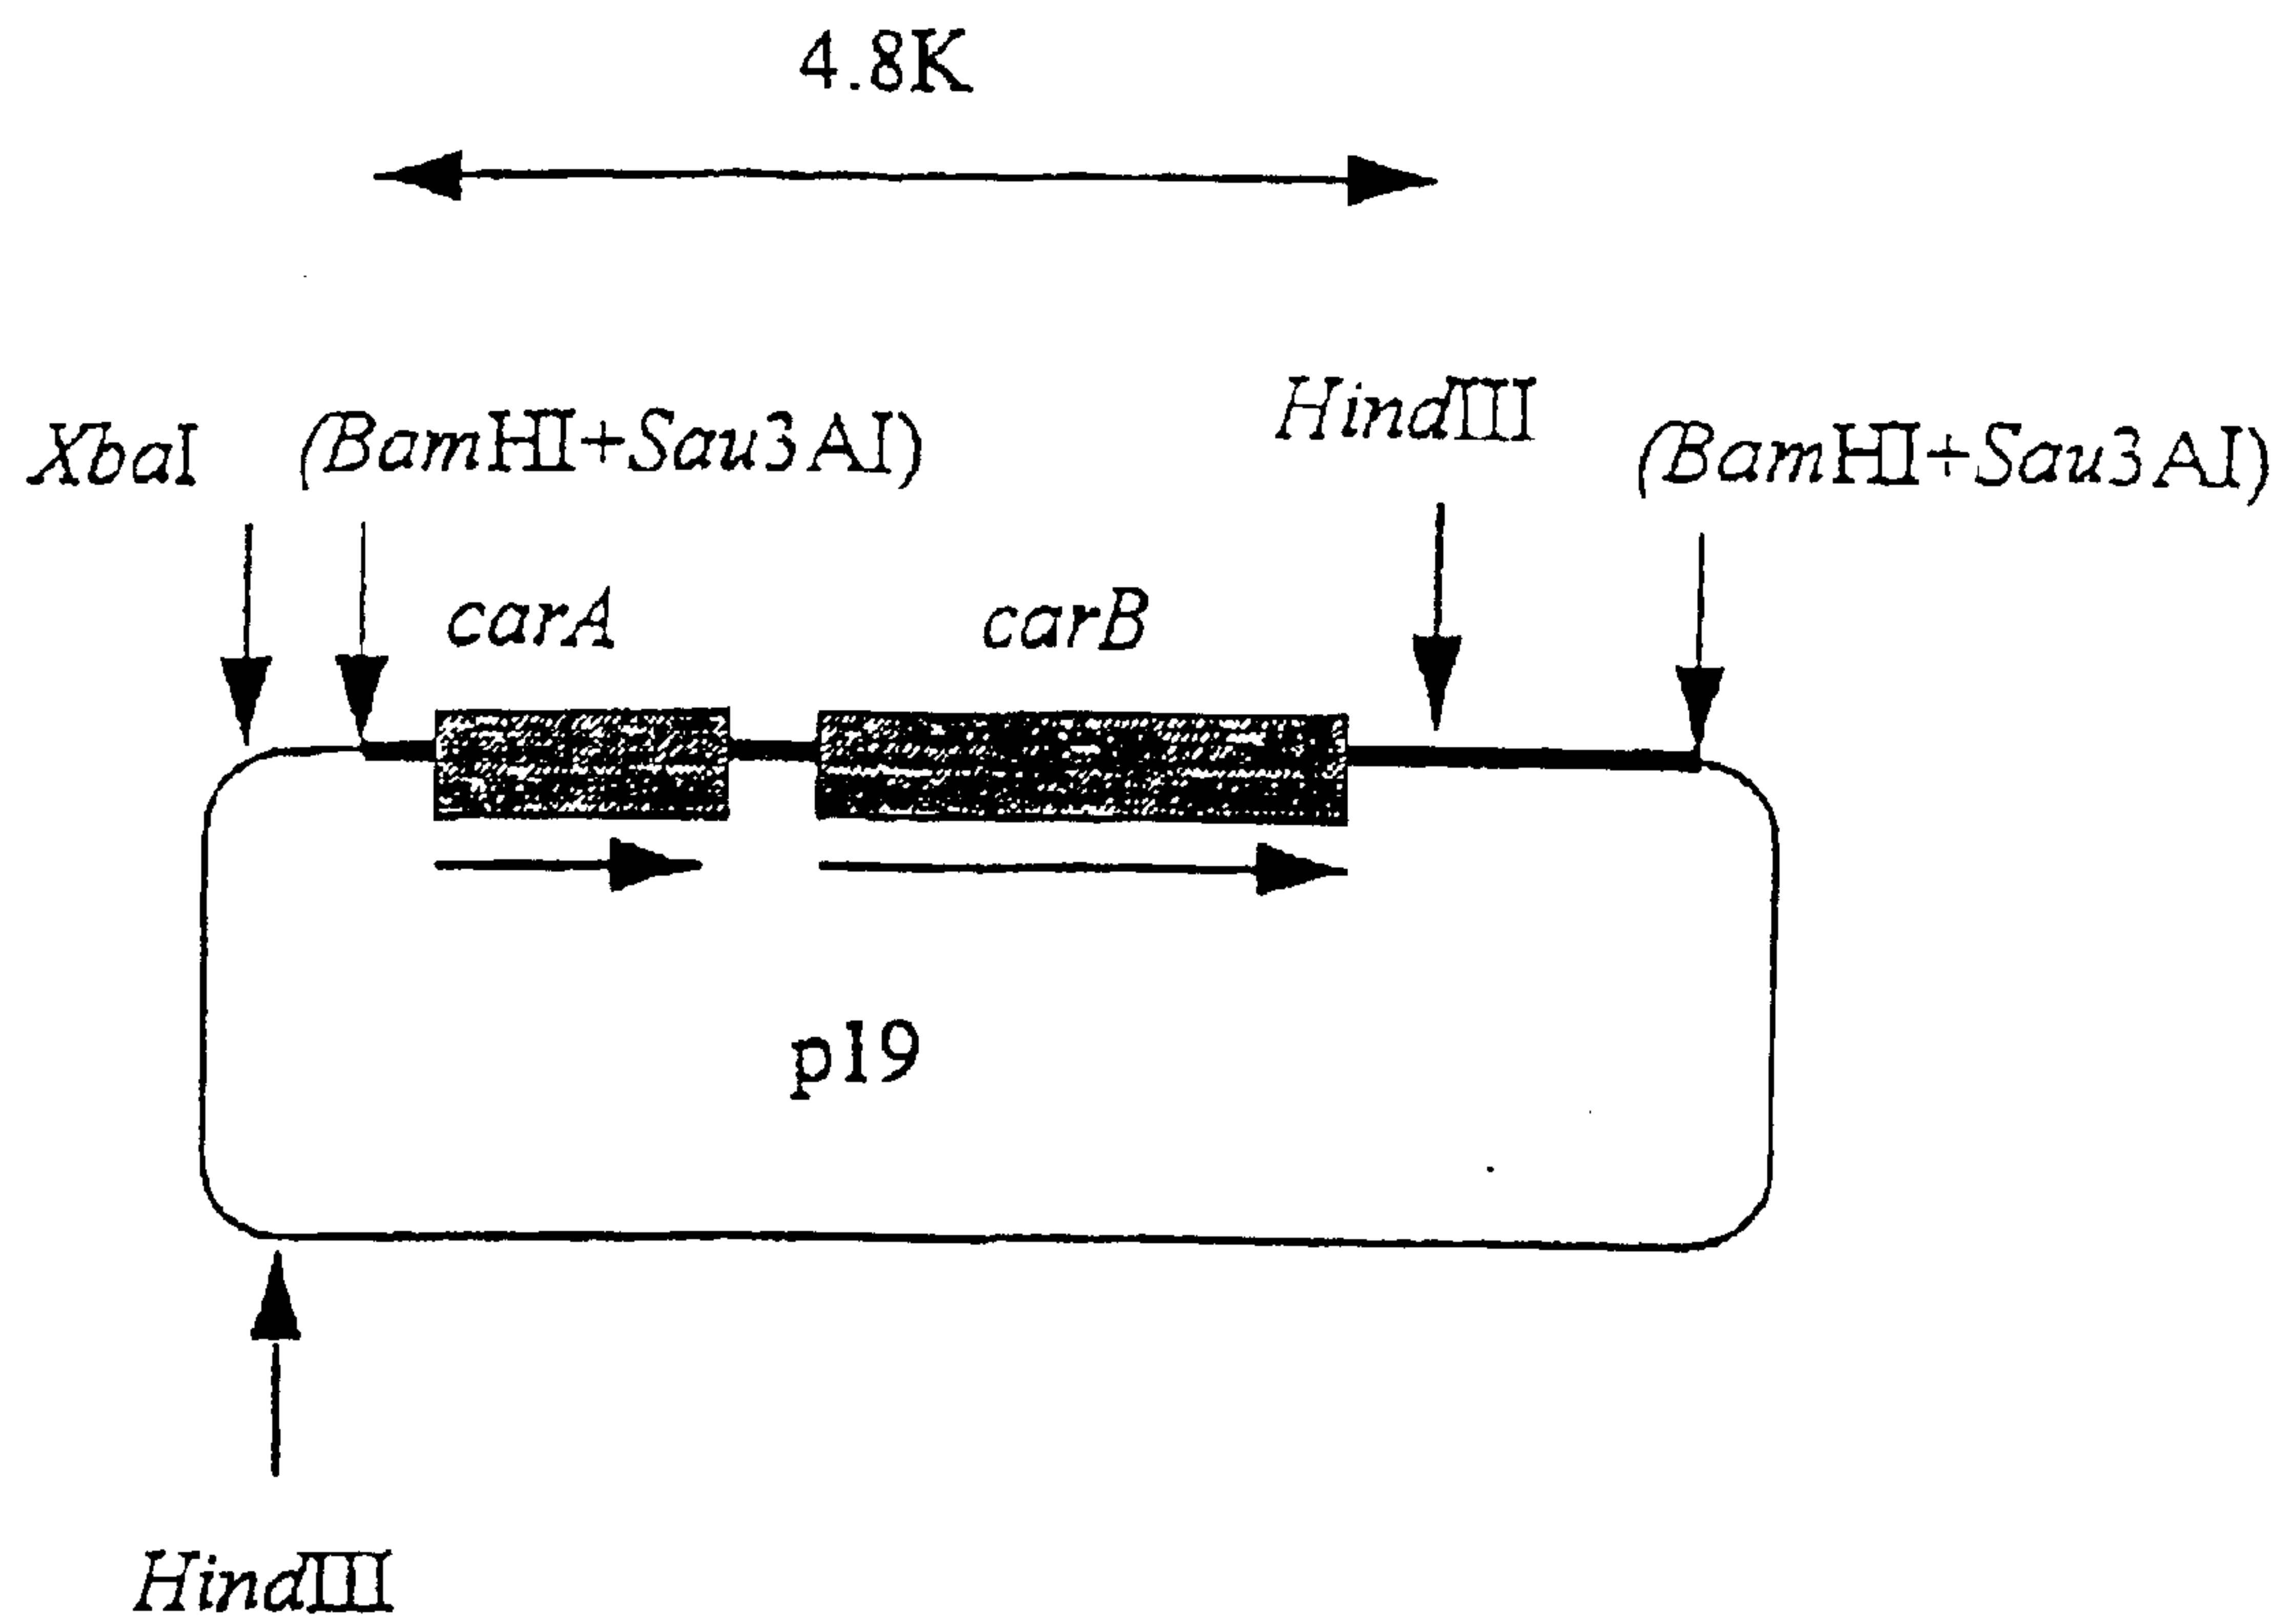 4.8K
XbaI
(BamHI+Sau3AI)
HindIII
(BamHI+Sau3AI)
carA
carB
p19
HindIII